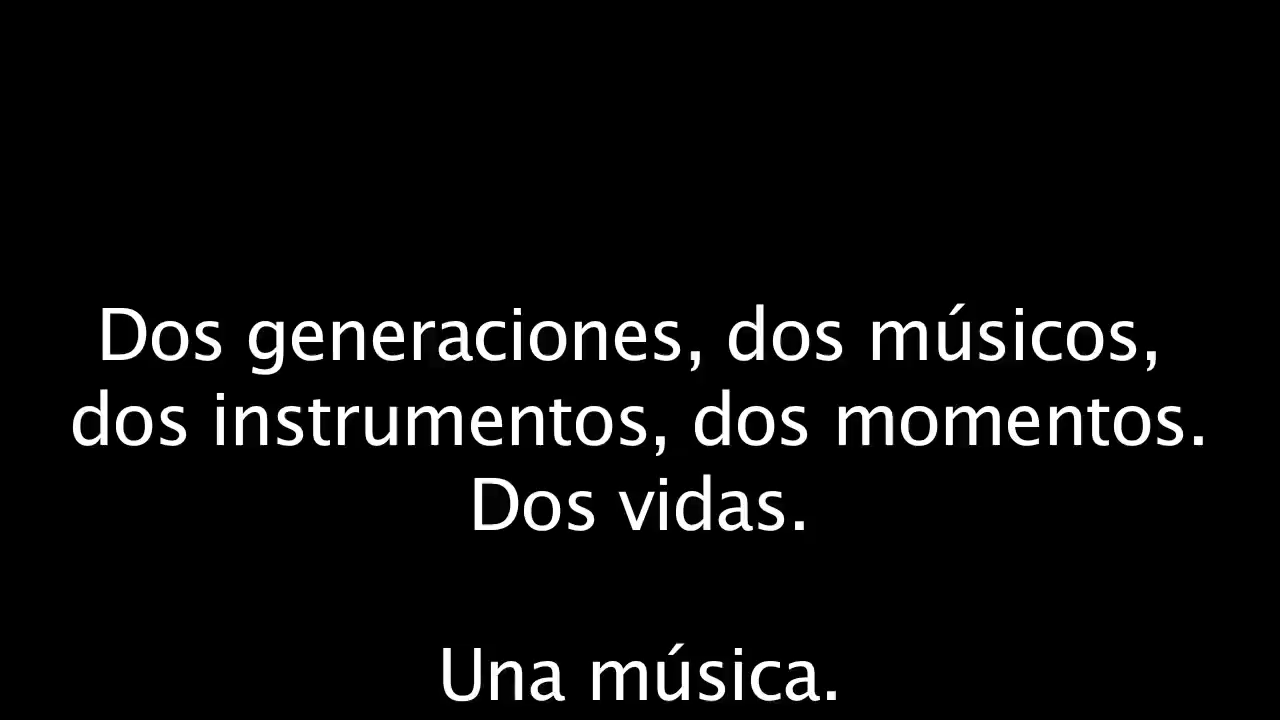 Dos generaciones, dos músicos,
dos instrumentos, dos momentos.
Dos vidas.
Una música.